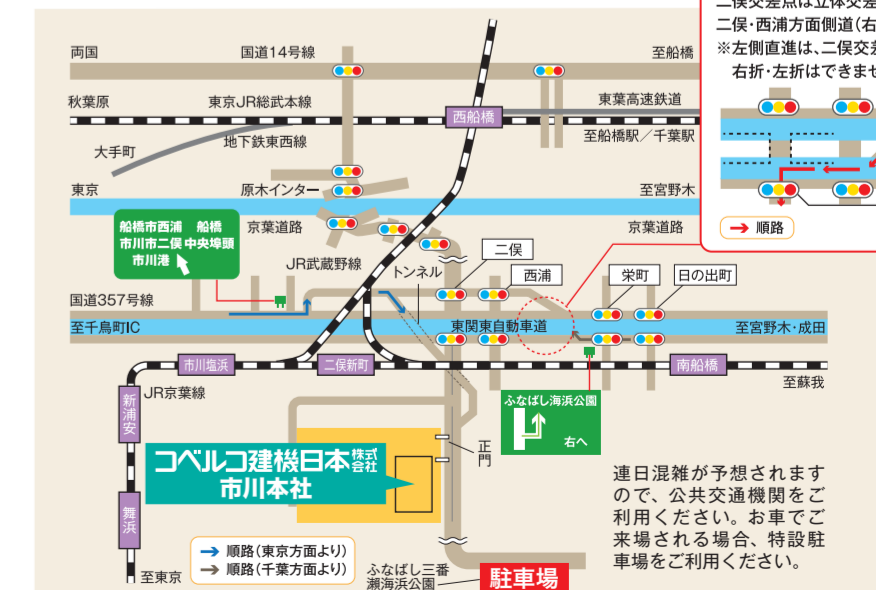 二俣交差点は立体交差
二俣・西浦方面側道(右
※左側直進は、二俣交差
右折・左折はできませ
→ 順路
両国
国道14号線
至船橋
秋葉原
東京JR総武本線
西船橋
東葉高速鉄道
地下鉄東西線
至船橋駅／千葉駅
大手町
東京
原木インター
至宮野木
船橋市西浦 船橋
市川市二俣 中央埠頭
市川港
京葉道路
京葉道路
二俣
JR武蔵野線
トンネル
西浦
栄町
日の出町
国道357号線
至千鳥町IC
東関東自動車道
至宮野木・成田
市川塩浜
二俣新町
南船橋
至蘇我
JR京葉線
新浦安
ふなばし海浜公園
右へ
正門
コベルコ建機日本株式会社
市川本社
連日混雑が予想されます
ので、公共交通機関をご
利用ください。お車でご
来場される場合、特設駐
車場をご利用ください。
舞浜
→ 順路(東京方面より)
→ 順路(千葉方面より)
至東京
ふなばし三番
瀬海浜公園
駐車場